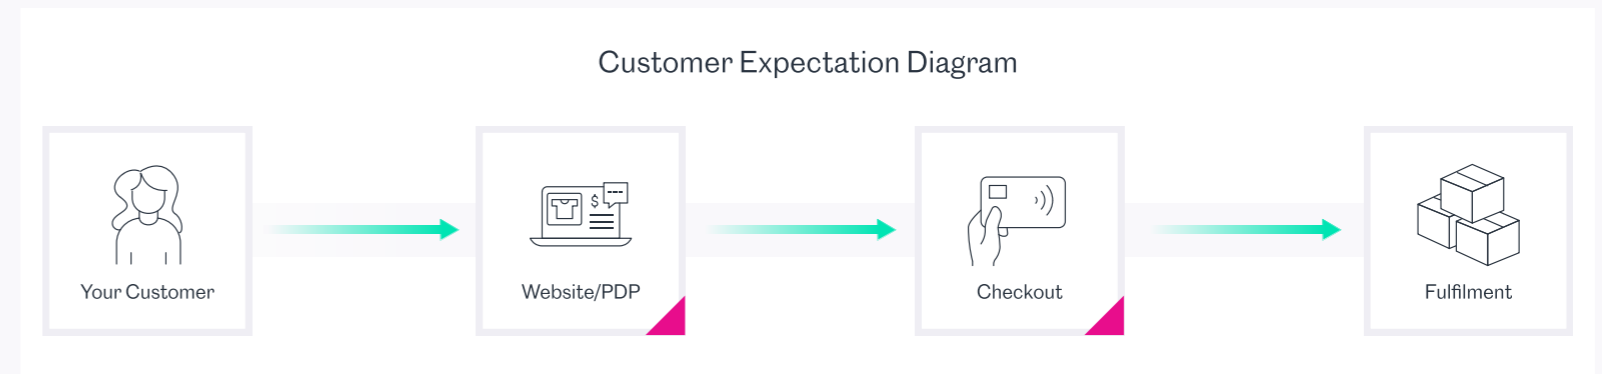 Customer Expectation Diagram
$
Your Customer
Website/PDP
Checkout
Fulfilment